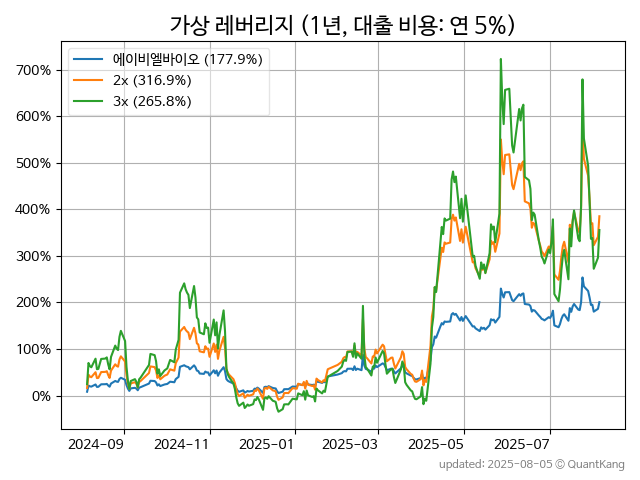 가상 레버리지 (1년, 대출 비용: 연 5%)
에이비엘바이오 (177.9%)
2x (316.9%)
3x (265.8%)
700%
600%
500%
400%
300%
200%
100%
0%
2024-09
2024-11
2025-01
2025-03
2025-05
2025-07
updated: 2025-08-05 ⓒ QuantKang